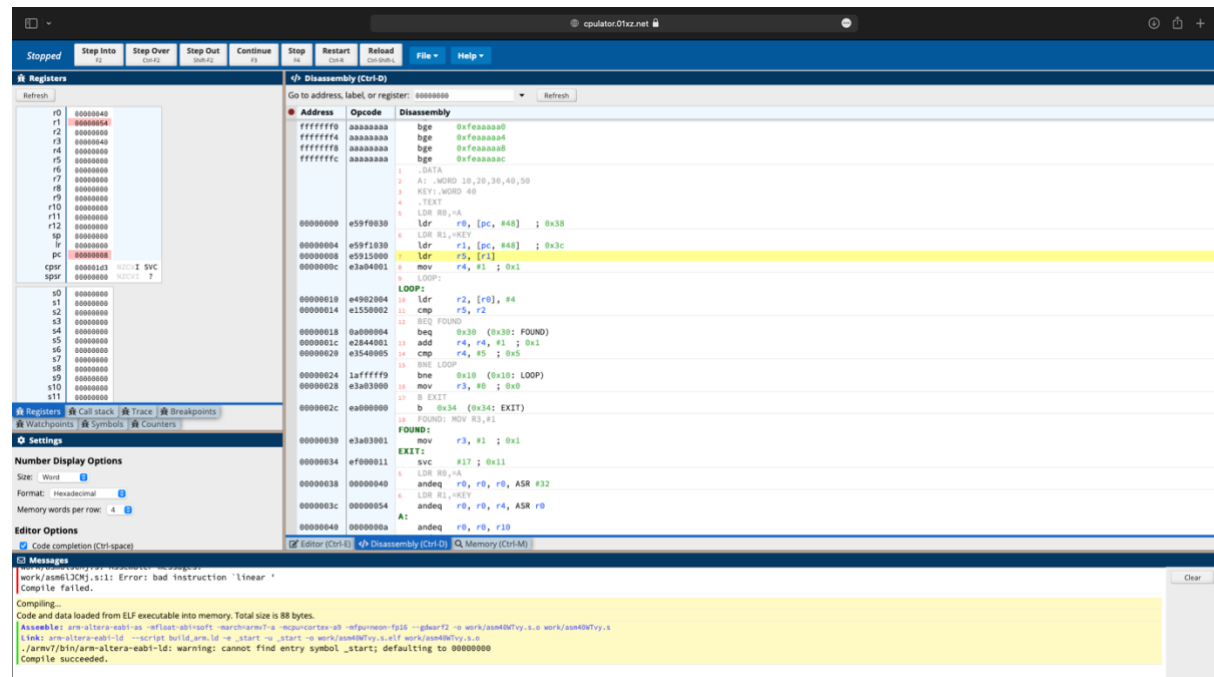 cpulator.01xz.net
Stopped Step Into F2 Step Over Ctrl-F2 Step Out Shift-F2 Continue F3 Stop F4 Restart Ctrl-R Reload Ctrl-Shift-L File Help
Registers
Refresh
r0 00000040
r1 00000054
r2 00000000
r3 00000040
r4 00000000
r5 00000000
r6 00000000
r7 00000000
r8 00000000
r9 00000000
r10 00000000
r11 00000000
r12 00000000
sp 00000000
lr 00000000
pc 00000008
cpsr 000001d3 NZCVI SVC
spsr 00000000 NZCVI ?
s0 00000000
s1 00000000
s2 00000000
s3 00000000
s4 00000000
s5 00000000
s6 00000000
s7 00000000
s8 00000000
s9 00000000
s10 00000000
s11 00000000
Registers Call stack Trace Breakpoints
Watchpoints Symbols Counters
Settings
Number Display Options
Size: Word
Format: Hexadecimal
Memory words per row: 4
Editor Options
Code completion (Ctrl-space)
</> Disassembly (Ctrl-D)
Go to address, label, or register: 00000000 Refresh
Address Opcode Disassembly
fffffff0 aaaaaaaa bge 0xfeaaaaa0
fffffff4 aaaaaaaa bge 0xfeaaaaa4
fffffff8 aaaaaaaa bge 0xfeaaaaa8
fffffffc aaaaaaaa bge 0xfeaaaaac
1 .DATA
2 A: .WORD 10,20,30,40,50
3 KEY:.WORD 40
4 .TEXT
5 LDR R0,=A
00000000 e59f0030 ldr r0, [pc, #48] ; 0x38
6 LDR R1,=KEY
00000004 e59f1030 ldr r1, [pc, #48] ; 0x3c
00000008 e5915000 7 ldr r5, [r1]
0000000c e3a04001 8 mov r4, #1 ; 0x1
9 LOOP:
LOOP:
00000010 e4902004 10 ldr r2, [r0], #4
00000014 e1550002 11 cmp r5, r2
12 BEQ FOUND
00000018 0a000004 beq 0x30 (0x30: FOUND)
0000001c e2844001 13 add r4, r4, #1 ; 0x1
00000020 e3540005 14 cmp r4, #5 ; 0x5
15 BNE LOOP
00000024 1afffff9 bne 0x10 (0x10: LOOP)
00000028 e3a03000 16 mov r3, #0 ; 0x0
17 B EXIT
0000002c ea000000 b 0x34 (0x34: EXIT)
18 FOUND: MOV R3,#1
FOUND:
00000030 e3a03001 mov r3, #1 ; 0x1
EXIT:
00000034 ef000011 svc #17 ; 0x11
5 LDR R0,=A
00000038 00000040 andeq r0, r0, r0, ASR #32
6 LDR R1,=KEY
0000003c 00000054 andeq r0, r0, r4, ASR r0
A:
00000040 0000000a andeq r0, r0, r10
Editor (Ctrl-E) </> Disassembly (Ctrl-D) Memory (Ctrl-M)
Messages
Clear
work/asm6lJCMj.s:1: Error: bad instruction `linear '
Compile failed.
Compiling...
Code and data loaded from ELF executable into memory. Total size is 88 bytes.
Assemble: arm-altera-eabi-as -mfloat-abi=soft -march=armv7-a -mcpu=cortex-a9 -mfpu=neon-fp16 --gdwarf2 -o work/asm40WTvy.s.o work/asm40WTvy.s
Link: arm-altera-eabi-ld --script build_arm.ld -e _start -u _start -o work/asm40WTvy.s.elf work/asm40WTvy.s.o
./armv7/bin/arm-altera-eabi-ld: warning: cannot find entry symbol _start; defaulting to 00000000
Compile succeeded.